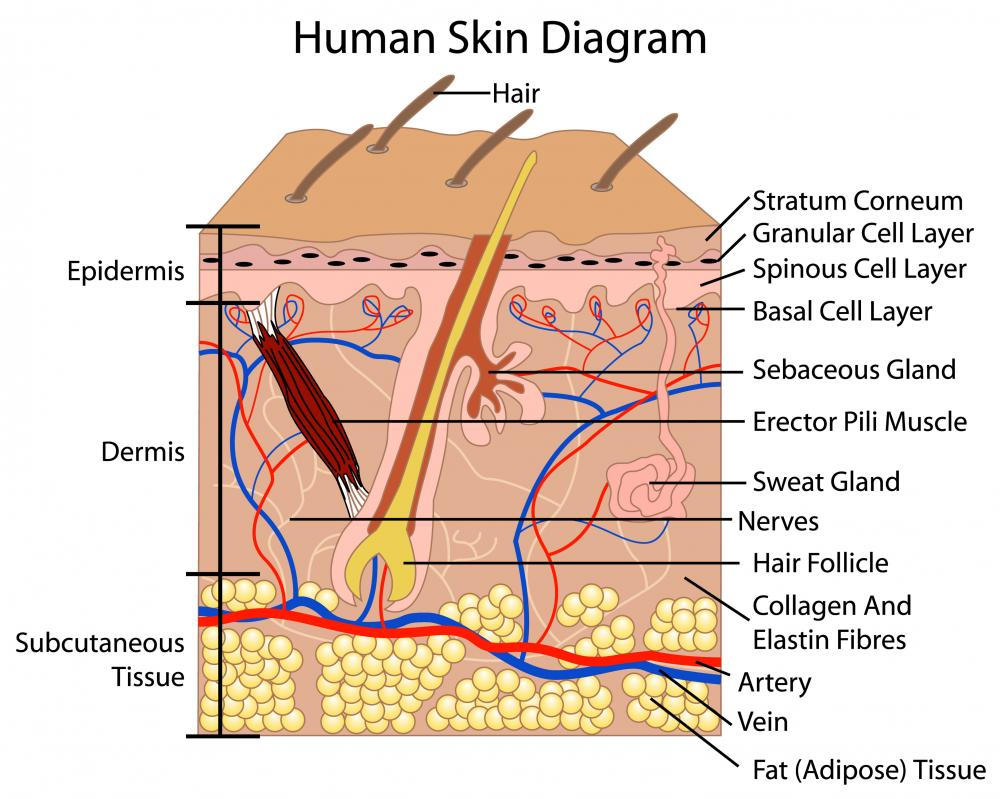 Human Skin Diagram
Hair
Stratum Corneum
Granular Cell Layer
Spinous Cell Layer
Basal Cell Layer
Sebaceous Gland
Erector Pili Muscle
Sweat Gland
Nerves
Hair Follicle
Collagen And
Elastin Fibres
Artery
Vein
Fat (Adipose) Tissue
Epidermis
Dermis
Subcutaneous
Tissue